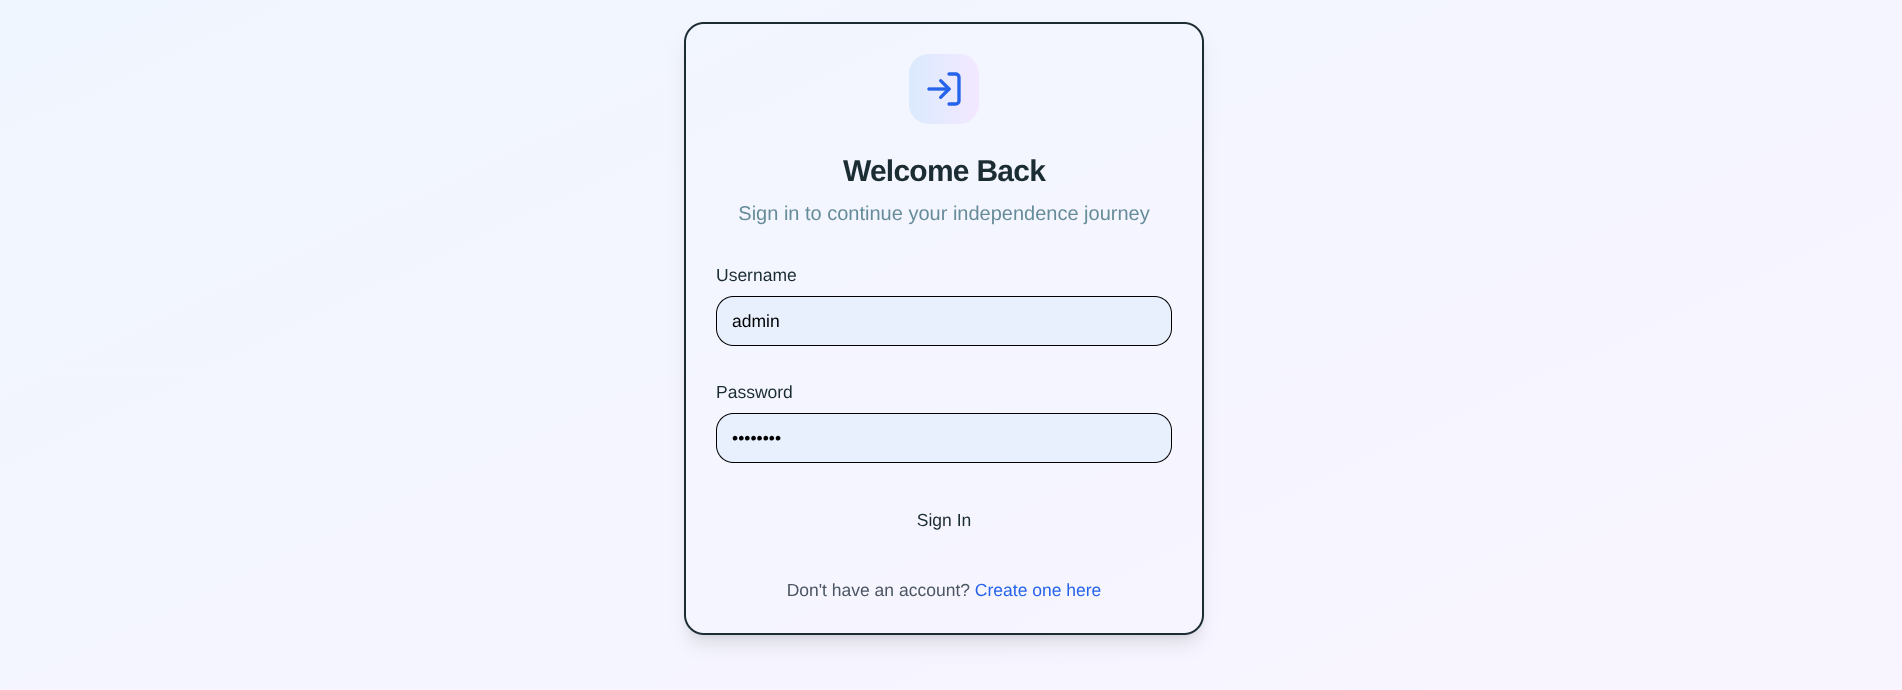 Welcome Back
Sign in to continue your independence journey
Username
admin
Password
••••••••
Sign In
Don't have an account? Create one here